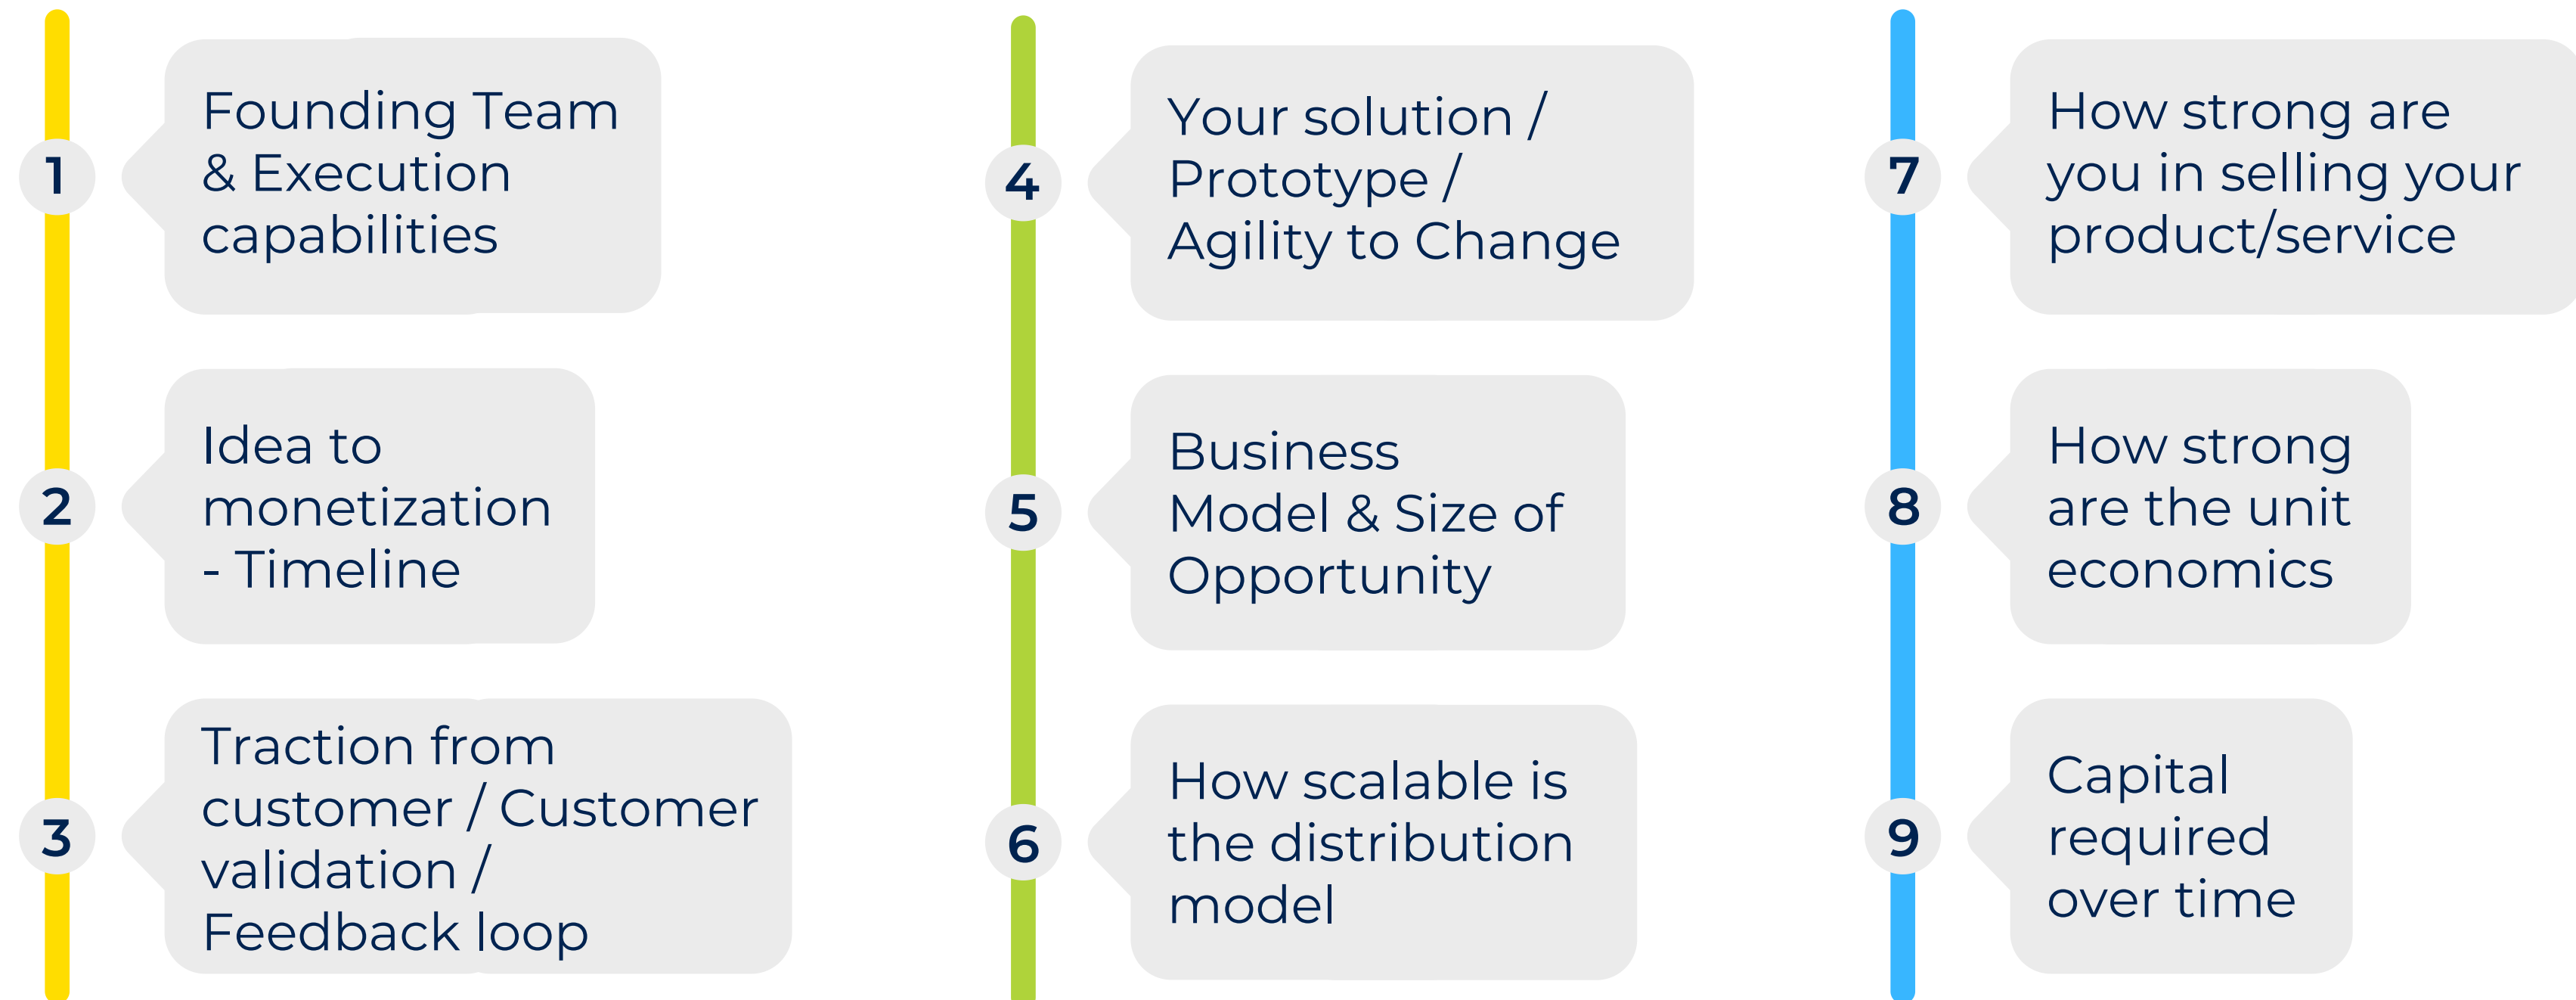 1
Founding Team
& Execution
capabilities
2
Idea to
monetization
- Timeline
3
Traction from
customer / Customer
validation /
Feedback loop
4
Your solution /
Prototype /
Agility to Change
5
Business
Model & Size of
Opportunity
6
How scalable is
the distribution
model
7
How strong are
you in selling your
product/service
8
How strong
are the unit
economics
9
Capital
required
over time